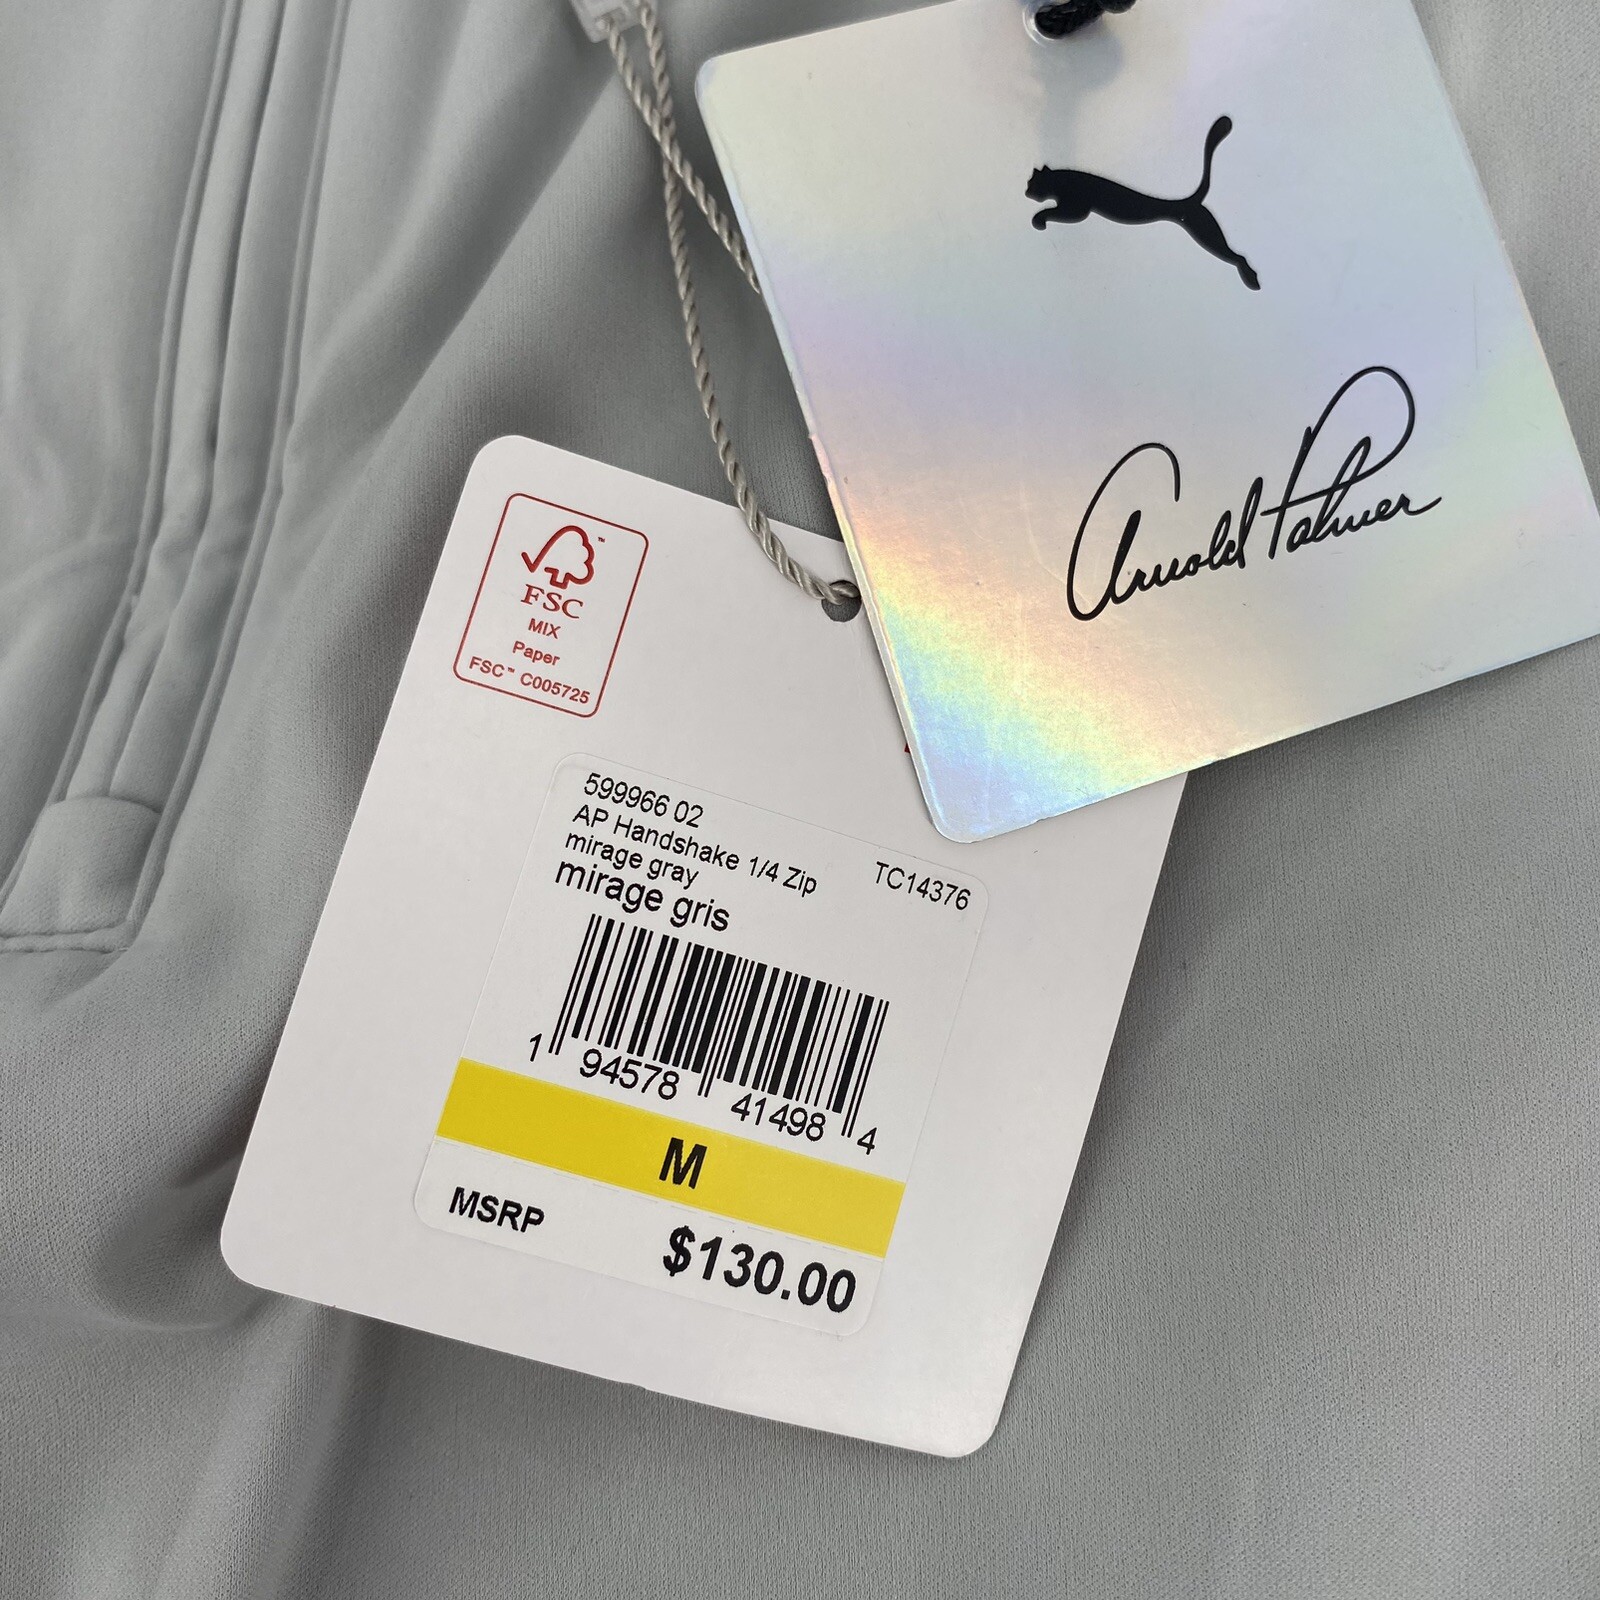 Arnold Palmer
FSC™
MIX
Paper
FSC™ C005725
599966 02
AP Handshake 1/4 Zip
TC14376
mirage gray
mirage gris
1 94578 41498 4
M
MSRP
$130.00